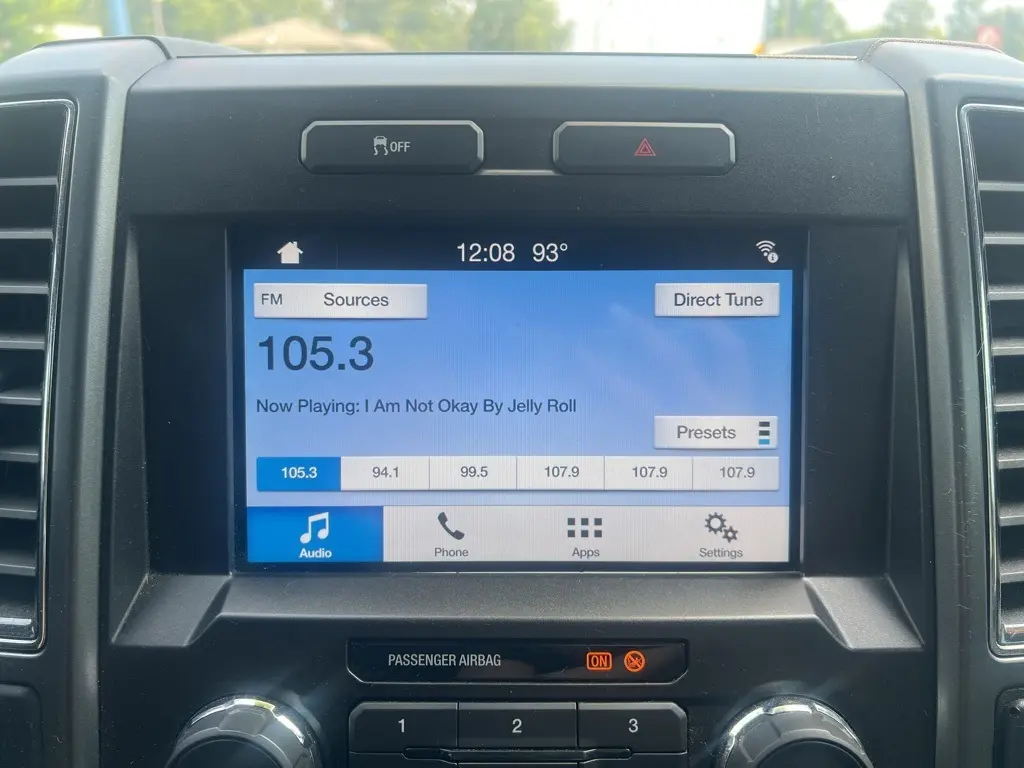 OFF
12:08 93°
FM Sources Direct Tune
105.3
Now Playing: I Am Not Okay By Jelly Roll
Presets
105.3 94.1 99.5 107.9 107.9 107.9
Audio Phone Apps Settings
PASSENGER AIRBAG ON
1 2 3